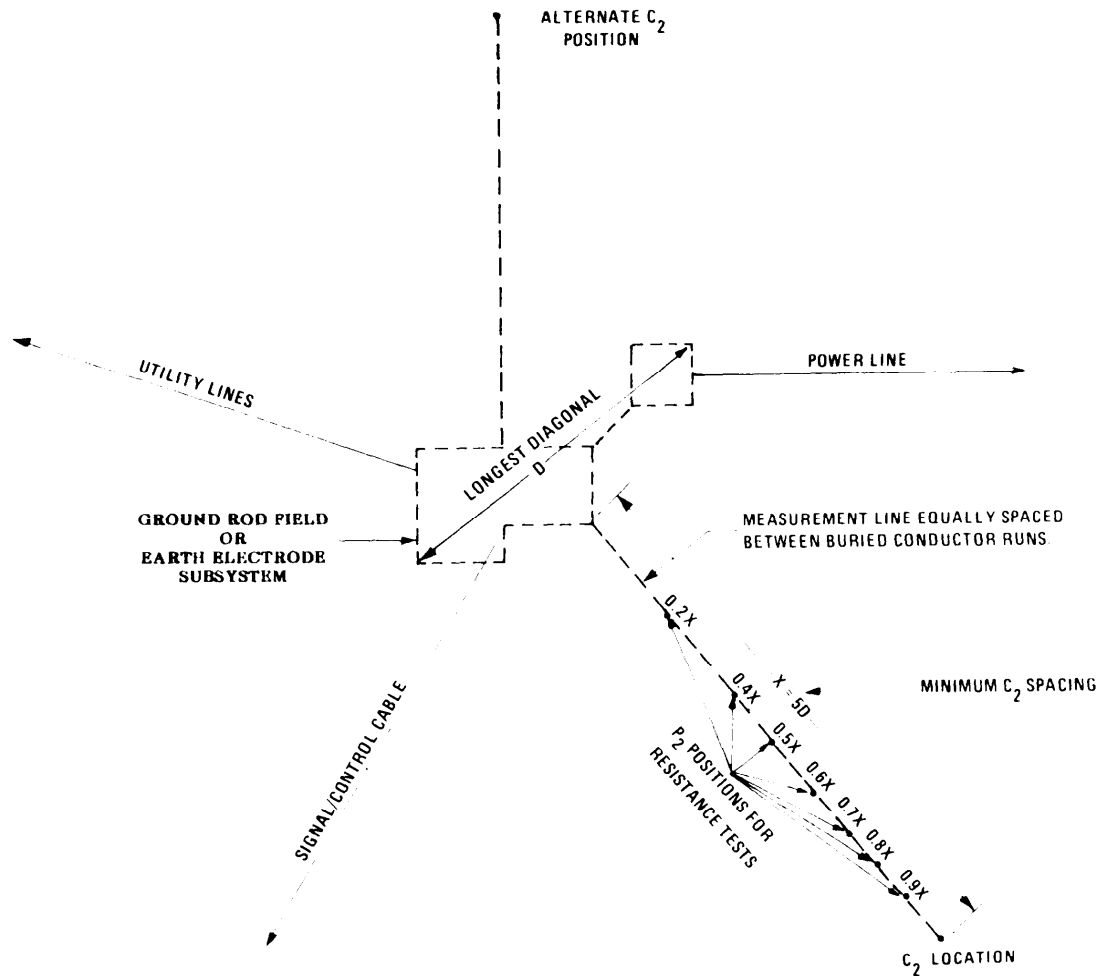 ALTERNATE C2
POSITION
UTILITY LINES
POWER LINE
LONGEST DIAGONAL
D
GROUND ROD FIELD
OR
EARTH ELECTRODE
SUBSYSTEM
MEASUREMENT LINE EQUALLY SPACED
BETWEEN BURIED CONDUCTOR RUNS.
0.2X
0.4X
X = 5D
MINIMUM C2 SPACING
0.5X
0.6X
0.7X
0.8X
0.9X
P2 POSITIONS FOR
RESISTANCE TESTS
SIGNAL/CONTROL CABLE
C2 LOCATION